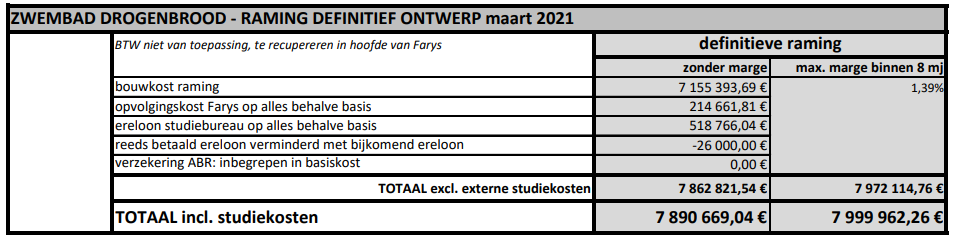 ZWEMBAD DROGENBROOD - RAMING DEFINITIEF ONTWERP maart 2021
BTW niet van toepassing, te recupereren in hoofde van Farys definitieve raming
zonder marge max. marge binnen 8 mj
bouwkost raming 7 155 393,69 € 1,39%
opvolgingskost Farys op alles behalve basis 214 661,81 €
ereloon studiebureau op alles behalve basis 518 766,04 €
reeds betaald ereloon verminderd met bijkomend ereloon -26 000,00 €
verzekering ABR: inbegrepen in basiskost 0,00 €
TOTAAL excl. externe studiekosten 7 862 821,54 € 7 972 114,76 €
TOTAAL incl. studiekosten 7 890 669,04 € 7 999 962,26 €